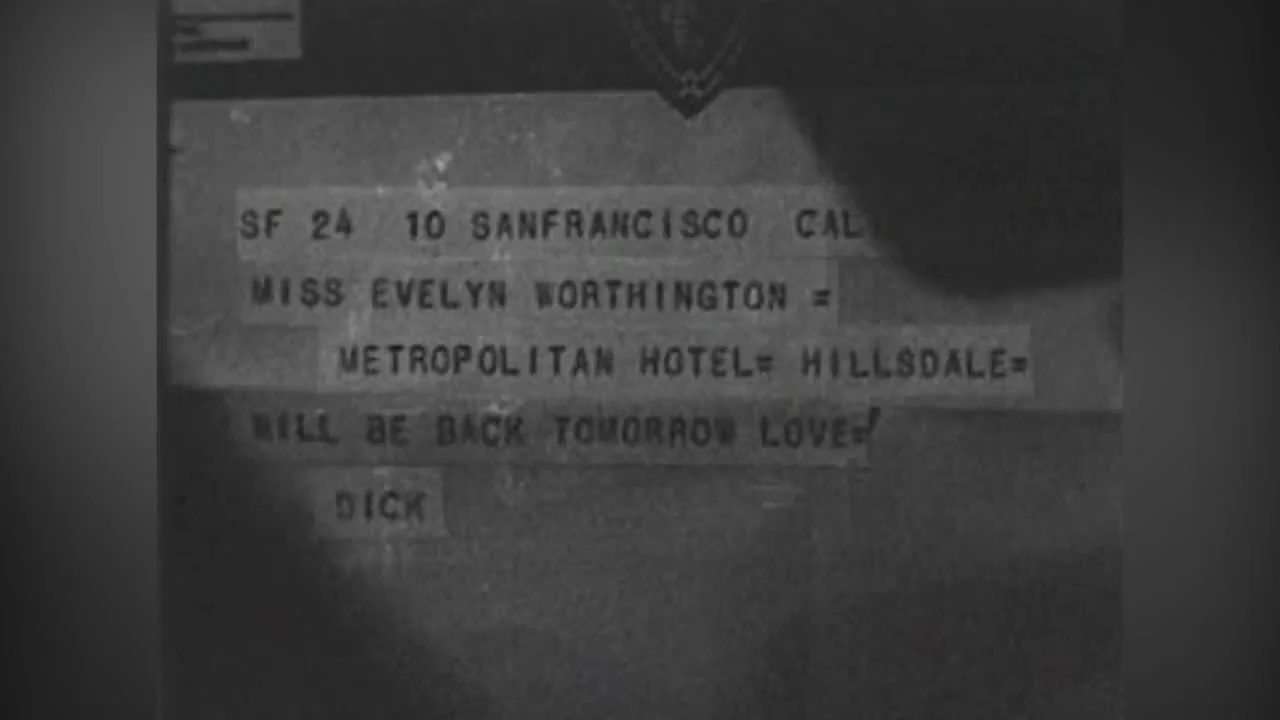 SF 24 10 SANFRANCISCO CAL
MISS EVELYN WORTHINGTON =
METROPOLITAN HOTEL= HILLSDALE=
WILL BE BACK TOMORROW LOVE=
DICK